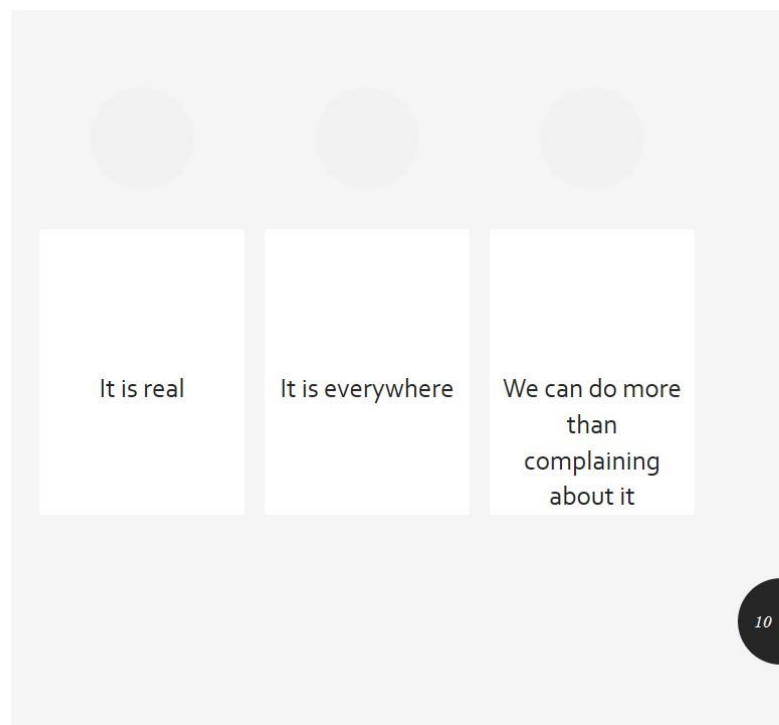 It is real
It is everywhere
We can do more
than
complaining
about it
10